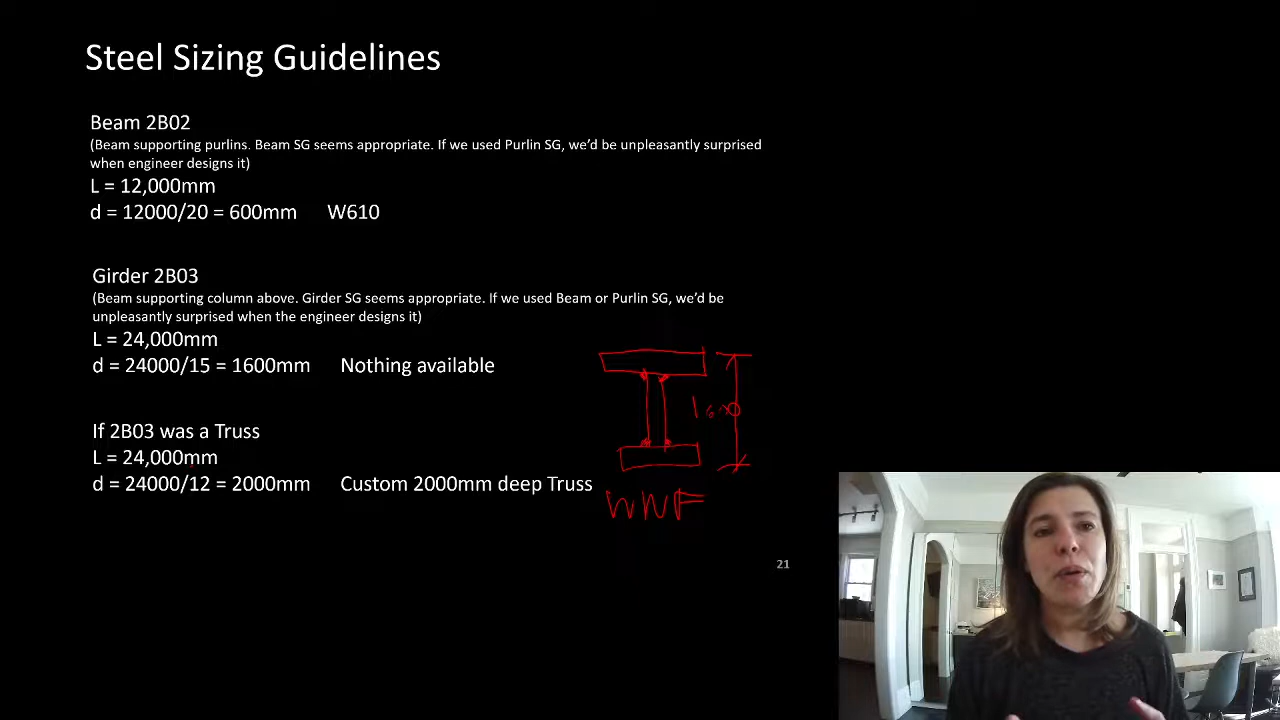 Steel Sizing Guidelines
Beam 2B02
(Beam supporting purlins. Beam SG seems appropriate. If we used Purlin SG, we'd be unpleasantly surprised
when engineer designs it)
L = 12,000mm
d = 12000/20 = 600mm W610
Girder 2B03
(Beam supporting column above. Girder SG seems appropriate. If we used Beam or Purlin SG, we'd be
unpleasantly surprised when the engineer designs it)
L = 24,000mm
d = 24000/15 = 1600mm Nothing available
1600
If 2B03 was a Truss
L = 24,000mm
d = 24000/12 = 2000mm Custom 2000mm deep Truss
WWF
21